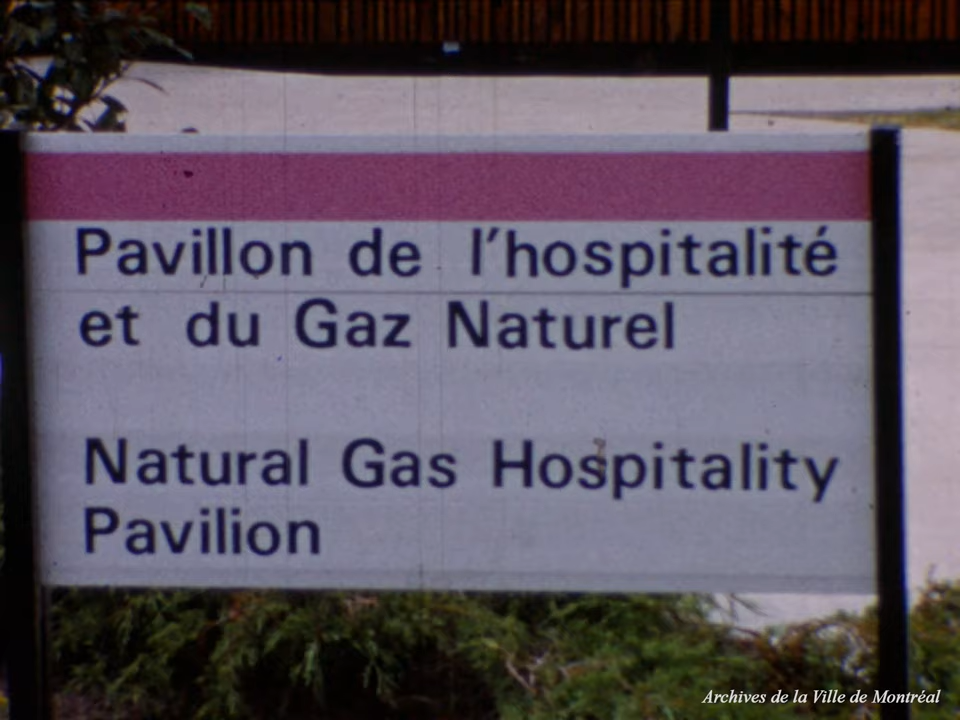 Pavillon de l'hospitalité
et du Gaz Naturel
Natural Gas Hospitality
Pavilion
Archives de la Ville de Montréal